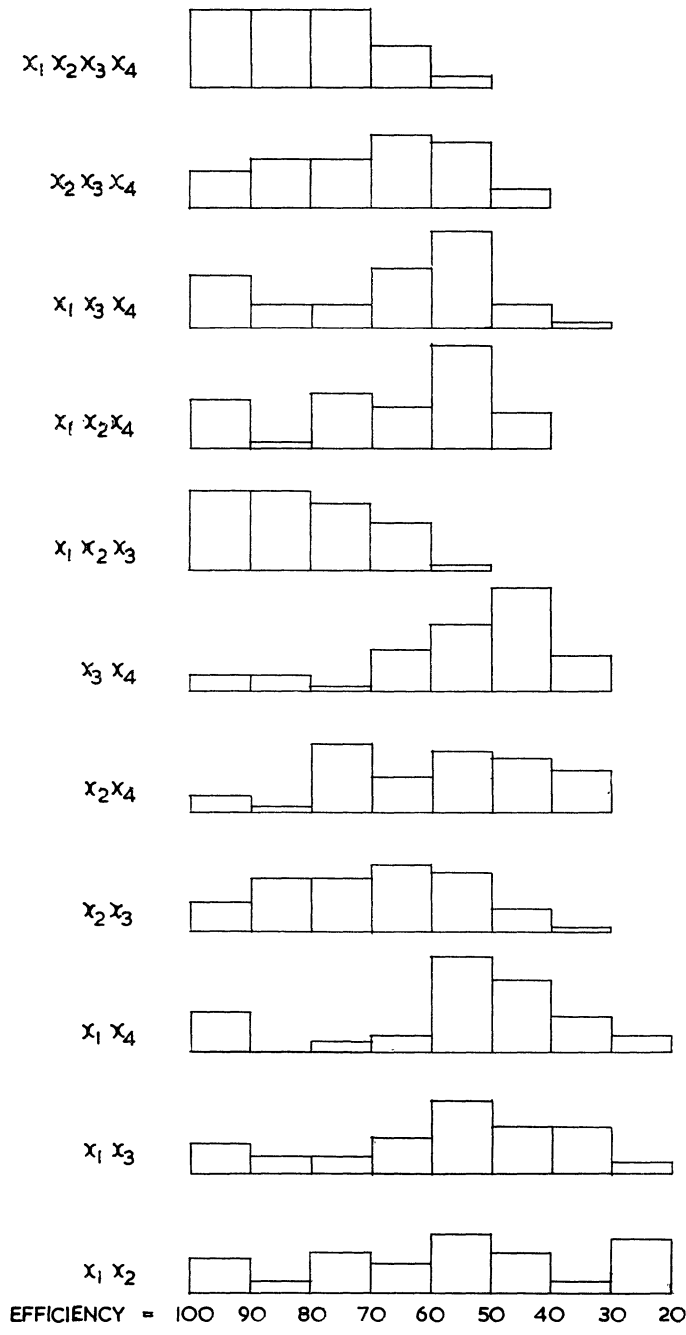 x₁ x₂ x₃ x₄
x₂ x₃ x₄
x₁ x₃ x₄
x₁ x₂ x₄
x₁ x₂ x₃
x₃ x₄
x₂ x₄
x₂ x₃
x₁ x₄
x₁ x₃
x₁ x₂
EFFICIENCY = 100 90 80 70 60 50 40 30 20